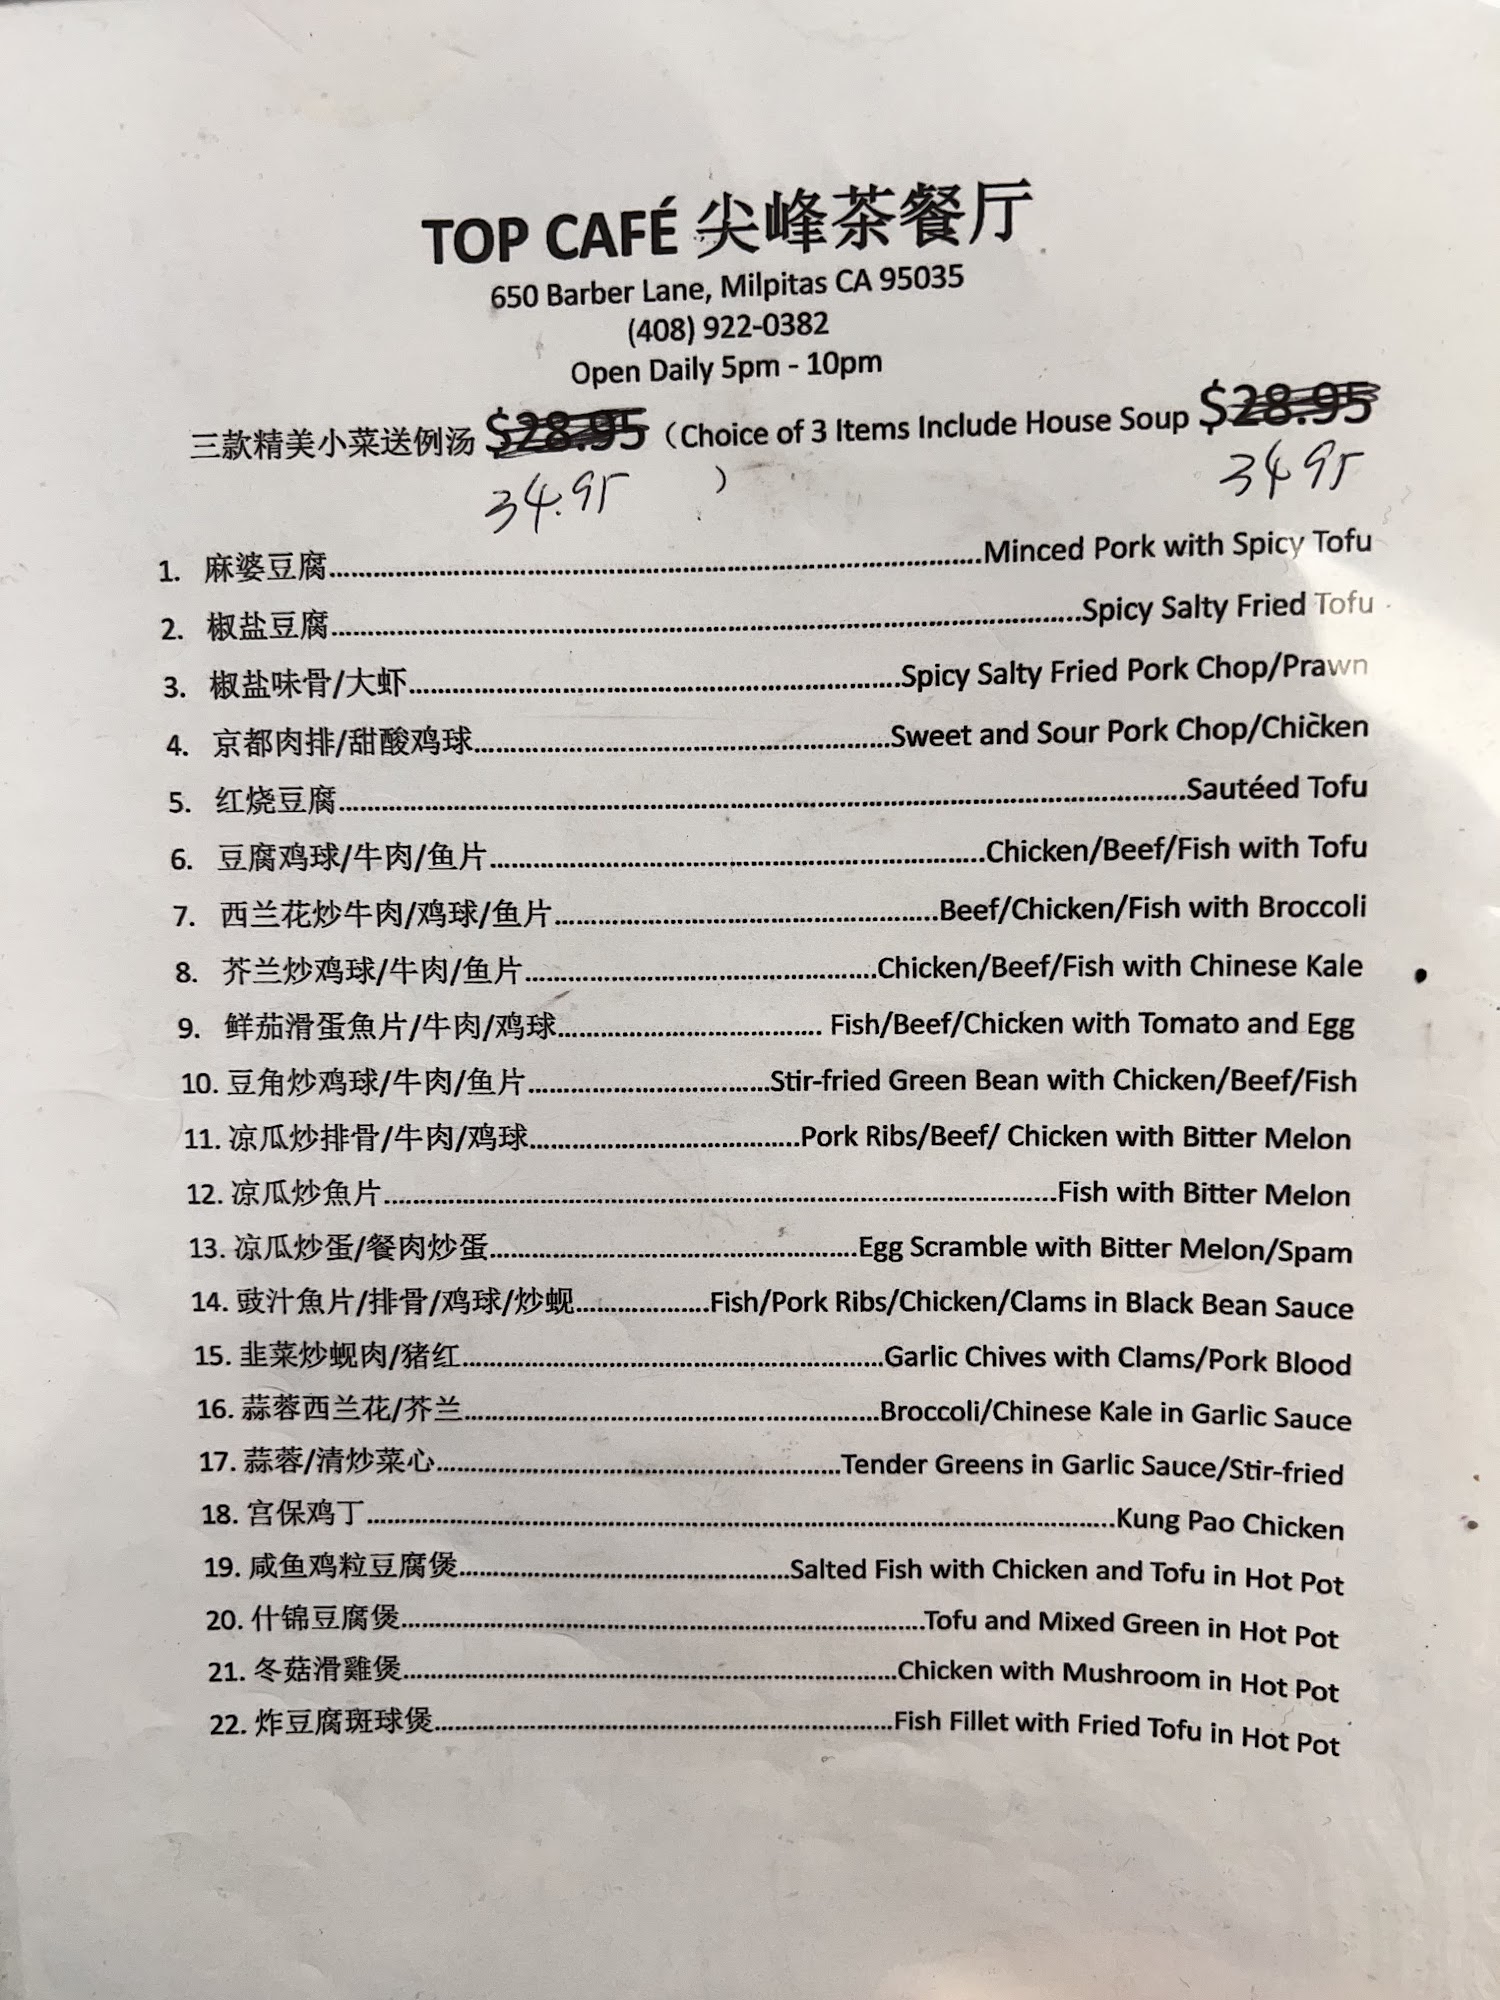 TOP CAFÉ 尖峰茶餐厅
650 Barber Lane, Milpitas CA 95035
(408) 922-0382
Open Daily 5pm - 10pm
三款精美小菜送例汤 $28.95 (Choice of 3 Items Include House Soup $28.95
34.95 ) 34 95
1. 麻婆豆腐...Minced Pork with Spicy Tofu
2. 椒盐豆腐...Spicy Salty Fried Tofu
3. 椒盐味骨/大虾...Spicy Salty Fried Pork Chop/Prawn
4. 京都肉排/甜酸鸡球...Sweet and Sour Pork Chop/Chicken
5. 红烧豆腐...Sautéed Tofu
6. 豆腐鸡球/牛肉/鱼片...Chicken/Beef/Fish with Tofu
7. 西兰花炒牛肉/鸡球/鱼片...Beef/Chicken/Fish with Broccoli
8. 芥兰炒鸡球/牛肉/鱼片...Chicken/Beef/Fish with Chinese Kale
9. 鲜茄滑蛋魚片/牛肉/鸡球... Fish/Beef/Chicken with Tomato and Egg
10. 豆角炒鸡球/牛肉/鱼片...Stir-fried Green Bean with Chicken/Beef/Fish
11. 凉瓜炒排骨/牛肉/鸡球...Pork Ribs/Beef/ Chicken with Bitter Melon
12. 凉瓜炒魚片...Fish with Bitter Melon
13. 凉瓜炒蛋/餐肉炒蛋...Egg Scramble with Bitter Melon/Spam
14. 豉汁魚片/排骨/鸡球/炒蚬...Fish/Pork Ribs/Chicken/Clams in Black Bean Sauce
15. 韭菜炒蚬肉/猪红...Garlic Chives with Clams/Pork Blood
16. 蒜蓉西兰花/芥兰...Broccoli/Chinese Kale in Garlic Sauce
17. 蒜蓉/清炒菜心...Tender Greens in Garlic Sauce/Stir-fried
18. 宫保鸡丁...Kung Pao Chicken
19. 咸鱼鸡粒豆腐煲...Salted Fish with Chicken and Tofu in Hot Pot
20. 什锦豆腐煲...Tofu and Mixed Green in Hot Pot
21. 冬菇滑雞煲...Chicken with Mushroom in Hot Pot
22. 炸豆腐斑球煲...Fish Fillet with Fried Tofu in Hot Pot